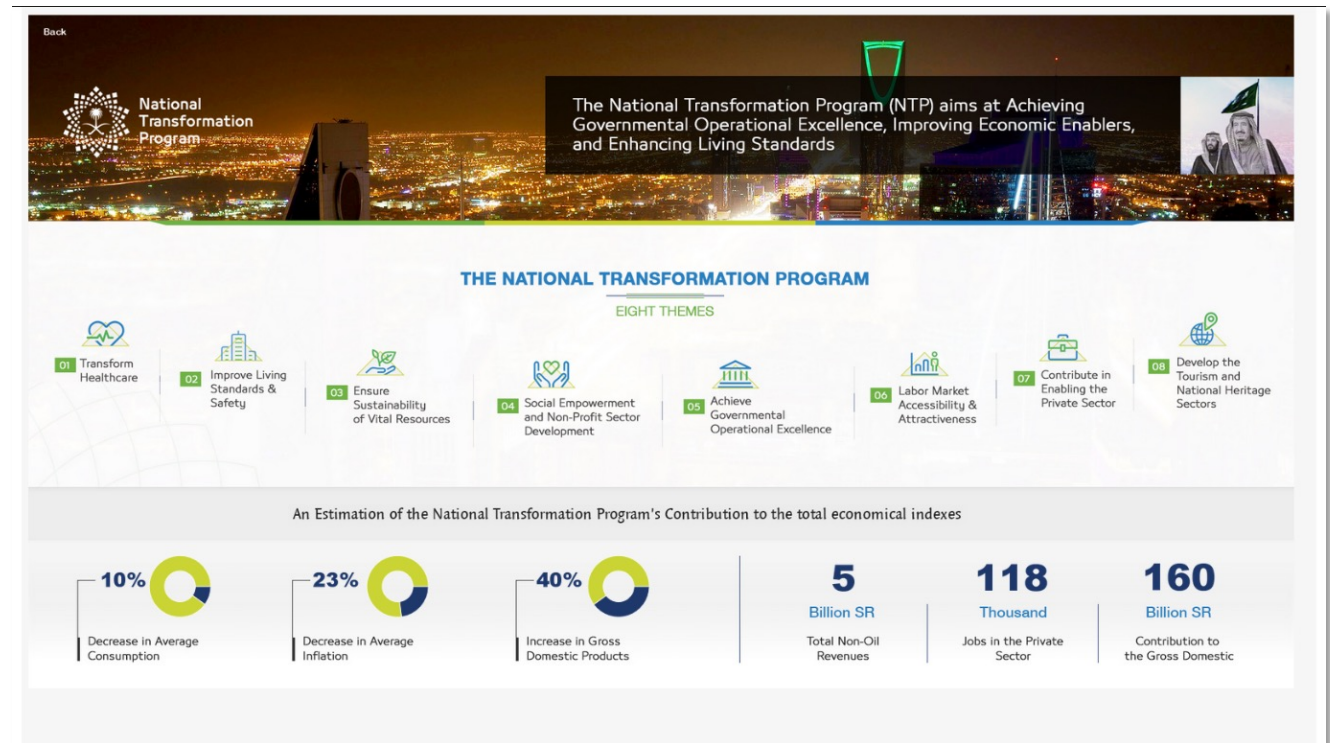 Back
National
Transformation
Program
The National Transformation Program (NTP) aims at Achieving
Governmental Operational Excellence, Improving Economic Enablers,
and Enhancing Living Standards
THE NATIONAL TRANSFORMATION PROGRAM
EIGHT THEMES
01 Transform
Healthcare
02 Improve Living
Standards &
Safety
03 Ensure
Sustainability
of Vital Resources
04 Social Empowerment
and Non-Profit Sector
Development
05 Achieve
Governmental
Operational Excellence
06 Labor Market
Accessibility &
Attractiveness
07 Contribute in
Enabling the
Private Sector
08 Develop the
Tourism and
National Heritage
Sectors
An Estimation of the National Transformation Program's Contribution to the total economical indexes
10%
Decrease in Average
Consumption
23%
Decrease in Average
Inflation
40%
Increase in Gross
Domestic Products
5
Billion SR
Total Non-Oil
Revenues
118
Thousand
Jobs in the Private
Sector
160
Billion SR
Contribution to
the Gross Domestic